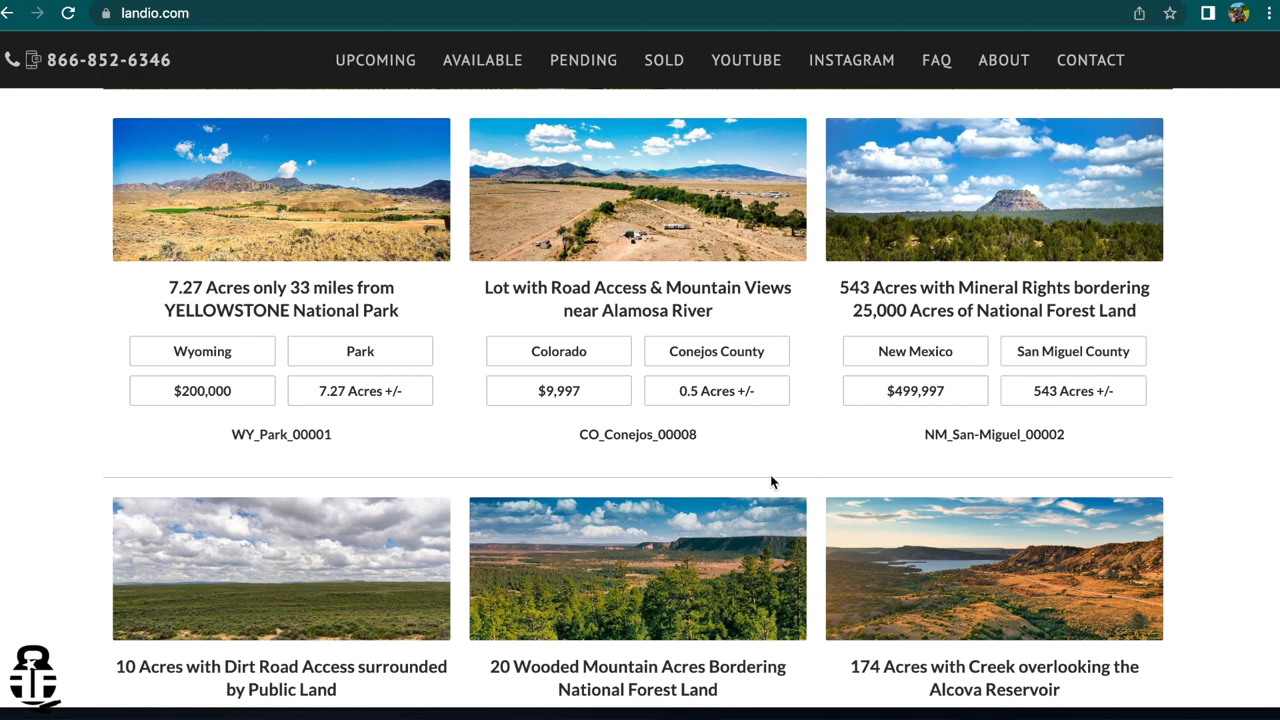 landio.com
866-852-6346
UPCOMING AVAILABLE PENDING SOLD YOUTUBE INSTAGRAM FAQ ABOUT CONTACT
7.27 Acres only 33 miles from
YELLOWSTONE National Park
Wyoming Park
$200,000 7.27 Acres +/-
WY_Park_00001
Lot with Road Access & Mountain Views
near Alamosa River
Colorado Conejos County
$9,997 0.5 Acres +/-
CO_Conejos_00008
543 Acres with Mineral Rights bordering
25,000 Acres of National Forest Land
New Mexico San Miguel County
$499,997 543 Acres +/-
NM_San-Miguel_00002
10 Acres with Dirt Road Access surrounded
by Public Land
20 Wooded Mountain Acres Bordering
National Forest Land
174 Acres with Creek overlooking the
Alcova Reservoir